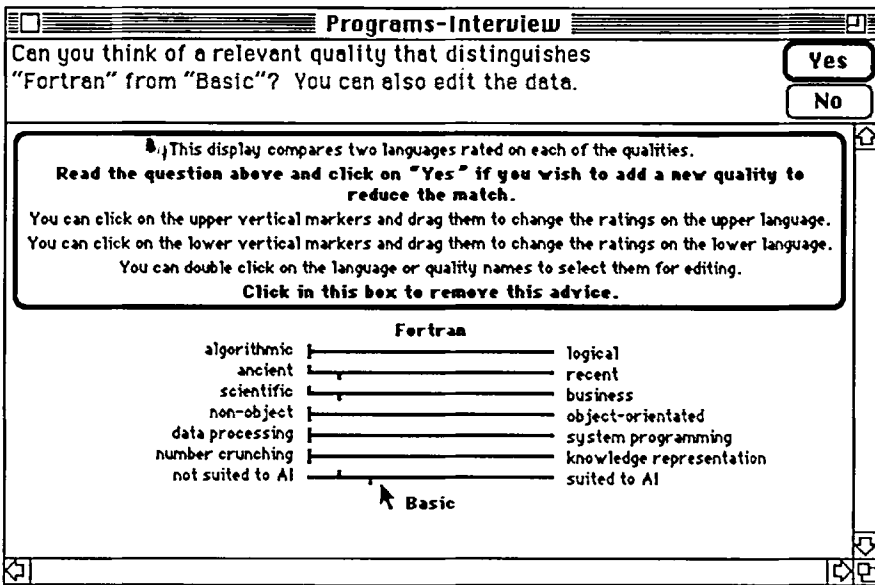 Programs-Interview
Can you think of a relevant quality that distinguishes
"Fortran" from "Basic"? You can also edit the data.
Yes
No
This display compares two languages rated on each of the qualities.
Read the question above and click on "Yes" if you wish to add a new quality to
reduce the match.
You can click on the upper vertical markers and drag them to change the ratings on the upper language.
You can click on the lower vertical markers and drag them to change the ratings on the lower language.
You can double click on the language or quality names to select them for editing.
Click in this box to remove this advice.
Fortran
algorithmic logical
ancient recent
scientific business
non-object object-orientated
data processing system programming
number crunching knowledge representation
not suited to AI suited to AI
Basic